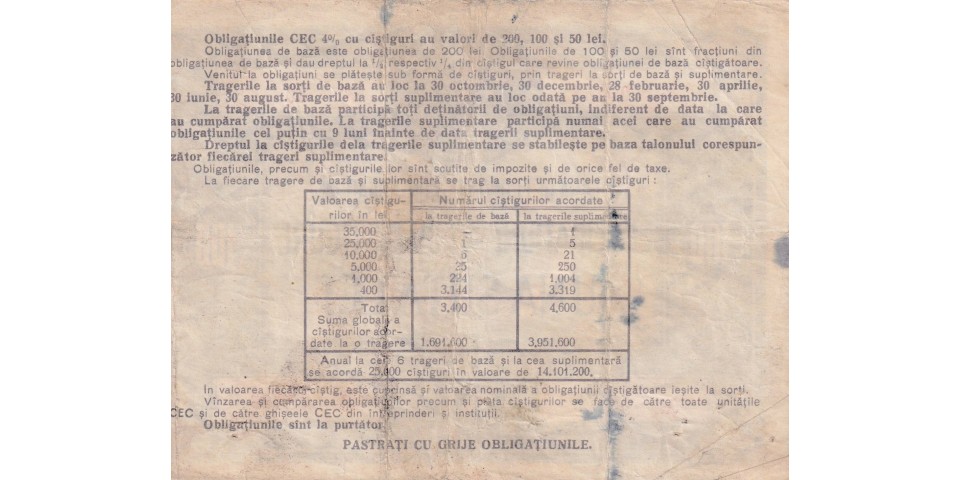 Obligațiunile CEC 4% cu cîștiguri au valori de 200, 100 și 50 lei.
Obligațiunea de bază este obligațiunea de 200 lei Obligațiunile de 100 și 50 lei sînt fracțiuni din
obligațiunea de bază și dau dreptul la respectiv din cîștigul care revine obligațiunei de bază cîștigătoare.
Venitul la obligațiuni se plătește sub formă de cîștiguri, prin trageri la sorți de bază și suplimentare.
Tragerile la sorți de bază au loc la 30 octombrie, 30 decembrie, 28 februarie, 30 aprilie,
30 iunie, 30 august. Tragerile la sorți suplimentare au loc odată pe an la 30 septembrie.
La tragerile de bază participă toți deținătorii de obligațiuni, indiferent de data la care
au cumpărat obligațiunile. La tragerile suplimentare participă numai acei care au cumpărat
obligațiunile cel puțin cu 9 luni înainte de data tragerii suplimentare.
Dreptul la cîștigurile dela tragerile suplimentare se stabilește pe baza talonului corespun-
zător fiecărei trageri suplimentare.
Obligațiunile, precum și cîștigurile lor sînt scutite de impozite și de orice fel de taxe.
La fiecare tragere de bază și suplimentară se trag la sorți următoarele cîștiguri :
Valoarea cîștigu-
rilor în lei
Numărul cîștigurilor acordate
la tragerile de bază
la tragerile suplimentare
35,000 — 1
25,000 1 5
10,000 6 21
5,000 25 250
1,000 224 1.004
400 3.144 3.319
Total 3,400 4,600
Suma globală a
cîștigurilor acor-
date la o tragere 1.691.600 3,951,600
Anual la cele 6 trageri de bază și la cea suplimentară
se acordă 25,000 cîștiguri în valoare de 14.101.200.
In valoarea fiecărui cîștig, este cuprinsă și valoarea nominală a obligațiunii cîștigătoare ieșite la sorți.
Vînzarea și cumpărarea obligațiunilor precum și plata cîștigurilor se face de către toate unitățile
CEC și de către ghișeele CEC din întreprinderi și instituții.
Obligațiunile sînt la purtător.
PASTRAȚI CU GRIJE OBLIGAȚIUNILE.